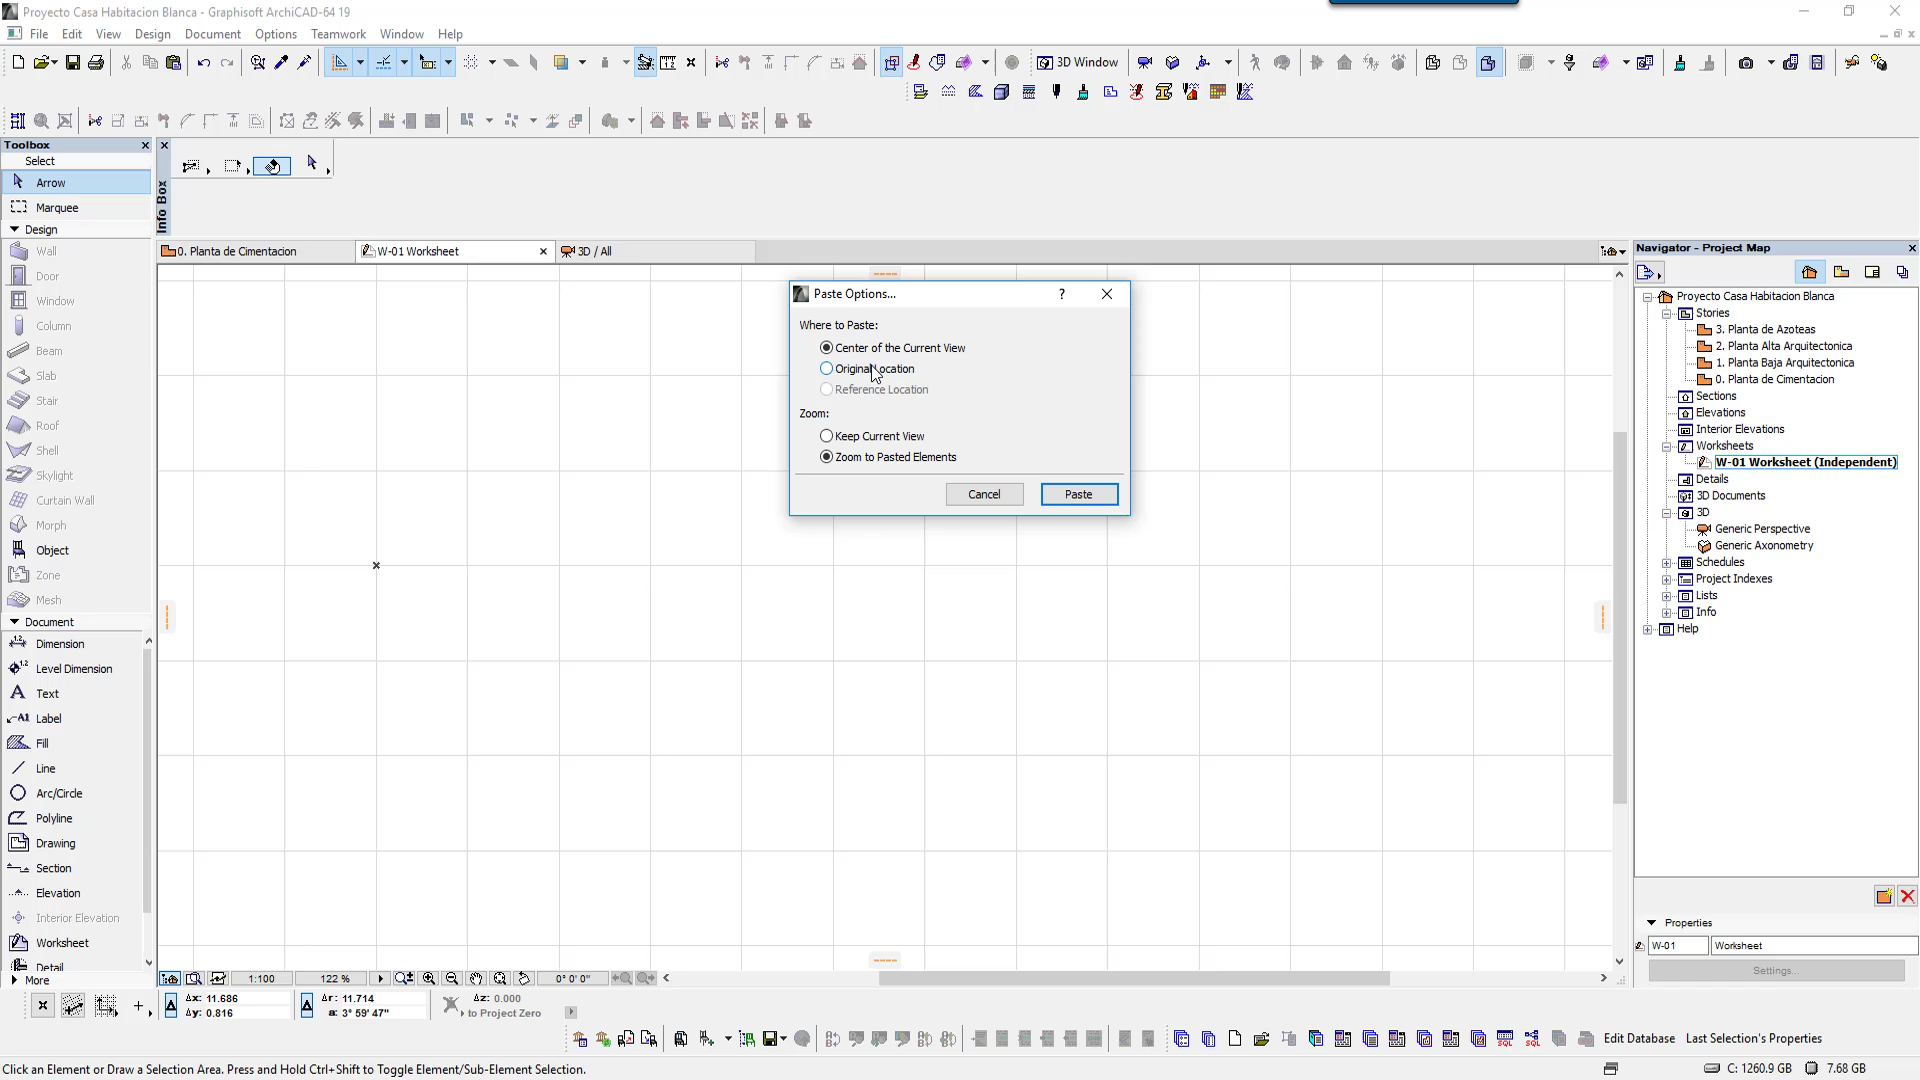 Proyecto Casa Habitacion Blanca - Graphisoft ArchiCAD-64 19
File Edit View Design Document Options Teamwork Window Help
3D Window
Toolbox
Select
Arrow
Marquee
Design
Wall
Door
Window
Column
Beam
Slab
Stair
Roof
Shell
Skylight
Curtain Wall
Morph
Object
Zone
Mesh
Document
Dimension
Level Dimension
Text
Label
Fill
Line
Arc/Circle
Polyline
Drawing
Section
Elevation
Interior Elevation
Worksheet
Detail
More
Info Box
0. Planta de Cimentacion
W-01 Worksheet
3D / All
Paste Options...
Where to Paste:
Center of the Current View
Original Location
Reference Location
Zoom:
Keep Current View
Zoom to Pasted Elements
Cancel Paste
Navigator - Project Map
Proyecto Casa Habitacion Blanca
Stories
3. Planta de Azoteas
2. Planta Alta Arquitectonica
1. Planta Baja Arquitectonica
0. Planta de Cimentacion
Sections
Elevations
Interior Elevations
Worksheets
W-01 Worksheet (Independent)
Details
3D Documents
3D
Generic Perspective
Generic Axonometry
Schedules
Project Indexes
Lists
Info
Help
Properties
W-01 Worksheet
Settings...
1:100 122 % 0° 0' 0"
Δx: 11.686 Δr: 11.714 Δz: 0.000
Δy: 0.816 a: 3° 59' 47" to Project Zero
Edit Database Last Selection's Properties
Click an Element or Draw a Selection Area. Press and Hold Ctrl+Shift to Toggle Element/Sub-Element Selection.
C: 1260.9 GB 7.68 GB